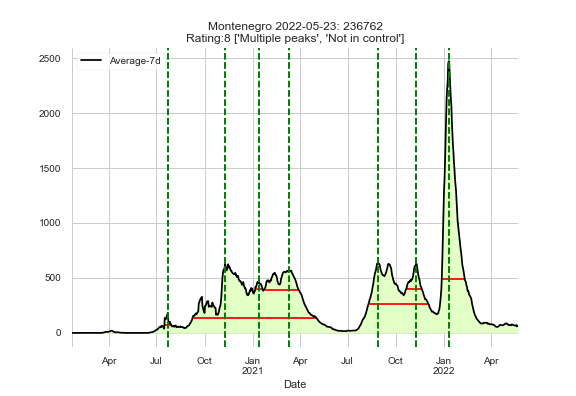 Montenegro 2022-05-23: 236762
Rating:8 ['Multiple peaks', 'Not in control']
Average-7d
2500
2000
1500
1000
500
0
Apr
Jul
Oct
Jan
2021
Apr
Jul
Oct
Jan
2022
Apr
Date